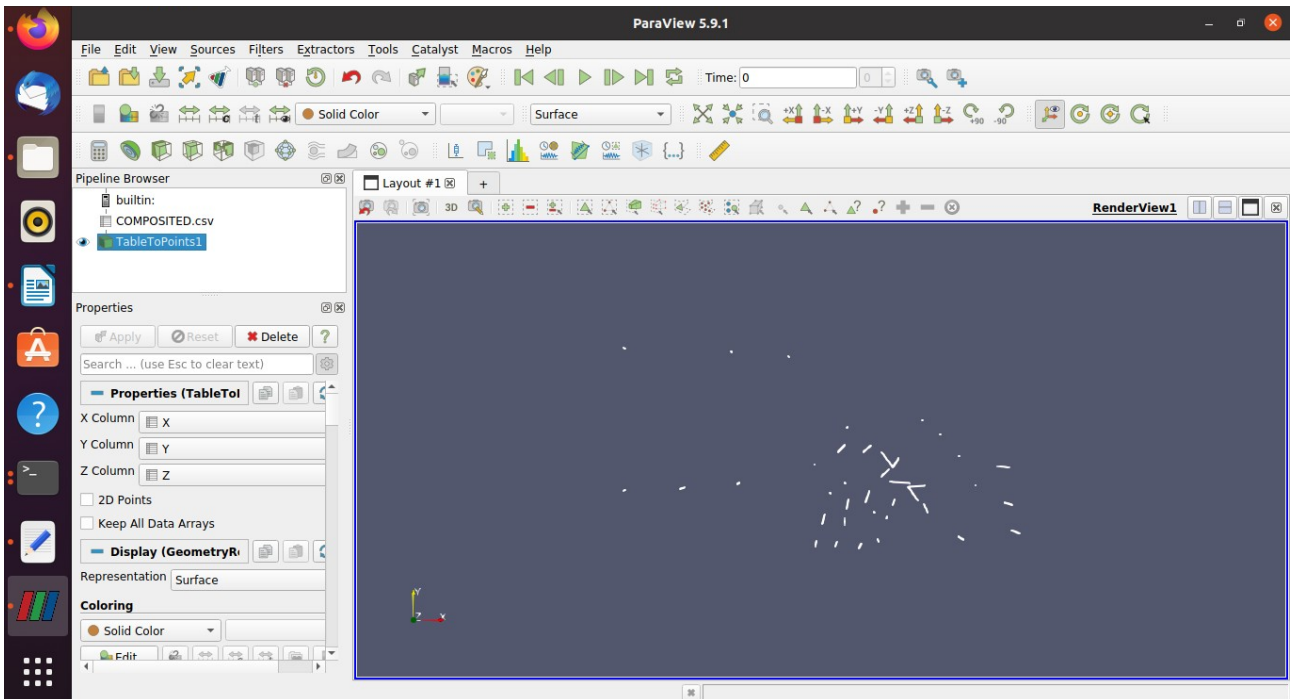 ParaView 5.9.1
File Edit View Sources Filters Extractors Tools Catalyst Macros Help
Time: 0 0
Solid Color Surface +X -X +Y -Y +Z -Z +90 -90
Pipeline Browser
Layout #1 +
builtin:
COMPOSITED.csv
TableToPoints1
3D
RenderView1
Properties
Apply Reset Delete ?
Search ... (use Esc to clear text)
Properties (TableToI
X Column X
Y Column Y
Z Column Z
2D Points
Keep All Data Arrays
Display (GeometryR
Representation Surface
Coloring
Solid Color
Edit
Y
Z X